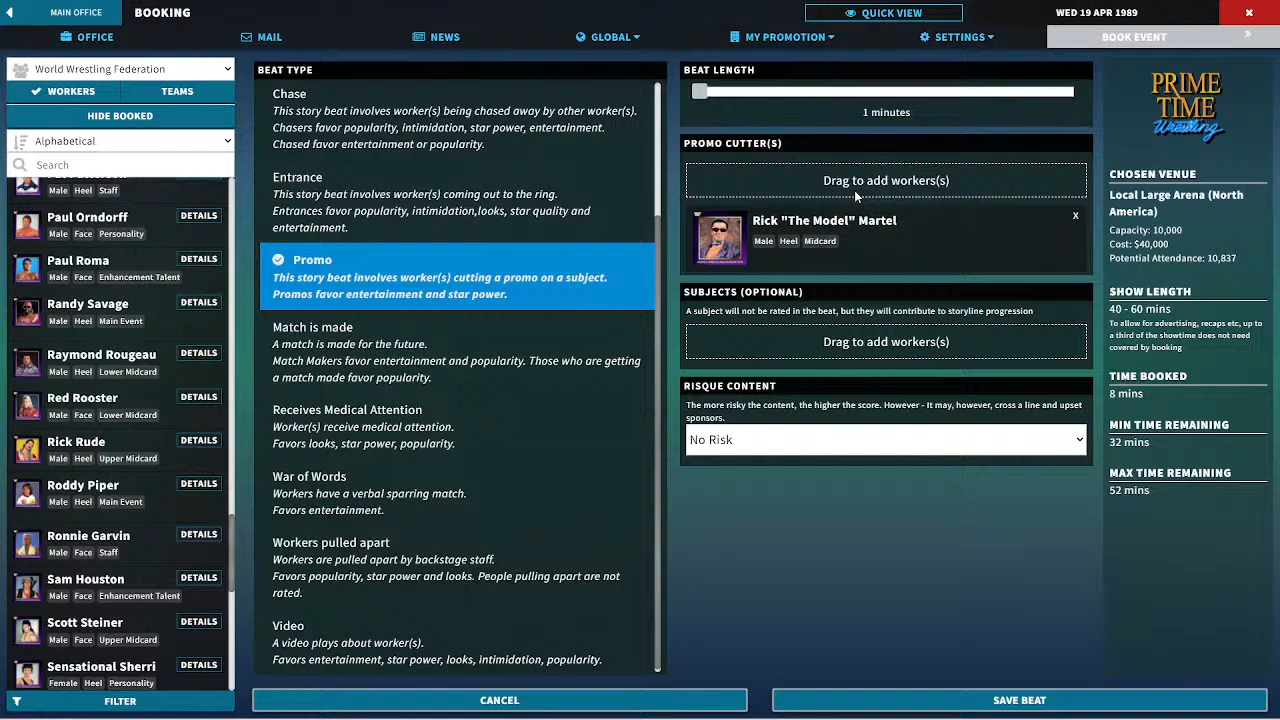 MAIN OFFICE
BOOKING
QUICK VIEW
WED 19 APR 1989
OFFICE
MAIL
NEWS
GLOBAL
MY PROMOTION
SETTINGS
BOOK EVENT
World Wrestling Federation
WORKERS
TEAMS
HIDE BOOKED
Alphabetical
Search
Male Heel Staff
Paul Orndorff
DETAILS
Male Face Personality
Paul Roma
DETAILS
Male Face Enhancement Talent
Randy Savage
DETAILS
Male Heel Main Event
Raymond Rougeau
DETAILS
Male Heel Lower Midcard
Red Rooster
DETAILS
Male Face Lower Midcard
Rick Rude
DETAILS
Male Heel Upper Midcard
Roddy Piper
DETAILS
Male Heel Main Event
Ronnie Garvin
DETAILS
Male Face Staff
Sam Houston
DETAILS
Male Face Enhancement Talent
Scott Steiner
DETAILS
Male Face Upper Midcard
Sensational Sherri
DETAILS
Female Heel Personality
FILTER
BEAT TYPE
Chase
This story beat involves worker(s) being chased away by other worker(s).
Chasers favor popularity, intimidation, star power, entertainment.
Chased favor entertainment or popularity.
Entrance
This story beat involves worker(s) coming out to the ring.
Entrances favor popularity, intimidation,looks, star quality and
entertainment.
Promo
This story beat involves worker(s) cutting a promo on a subject.
Promos favor entertainment and star power.
Match is made
A match is made for the future.
Match Makers favor entertainment and popularity. Those who are getting
a match made favor popularity.
Receives Medical Attention
Worker(s) receive medical attention.
Favors looks, star power, popularity.
War of Words
Workers have a verbal sparring match.
Favors entertainment.
Workers pulled apart
Workers are pulled apart by backstage staff.
Favors popularity, star power and looks. People pulling apart are not
rated.
Video
A video plays about worker(s).
Favors entertainment, star power, looks, intimidation, popularity.
CANCEL
BEAT LENGTH
1 minutes
PROMO CUTTER(S)
Drag to add workers(s)
Rick "The Model" Martel
x
Male Heel Midcard
SUBJECTS (OPTIONAL)
A subject will not be rated in the beat, but they will contribute to storyline progression
Drag to add workers(s)
RISQUE CONTENT
The more risky the content, the higher the score. However - It may, however, cross a line and upset
sponsors.
No Risk
SAVE BEAT
PRIME
TIME
Wrestling
CHOSEN VENUE
Local Large Arena (North
America)
Capacity: 10,000
Cost: $40,000
Potential Attendance: 10,837
SHOW LENGTH
40 - 60 mins
To allow for advertising, recaps etc, up to
a third of the showtime does not need
covered by booking
TIME BOOKED
8 mins
MIN TIME REMAINING
32 mins
MAX TIME REMAINING
52 mins